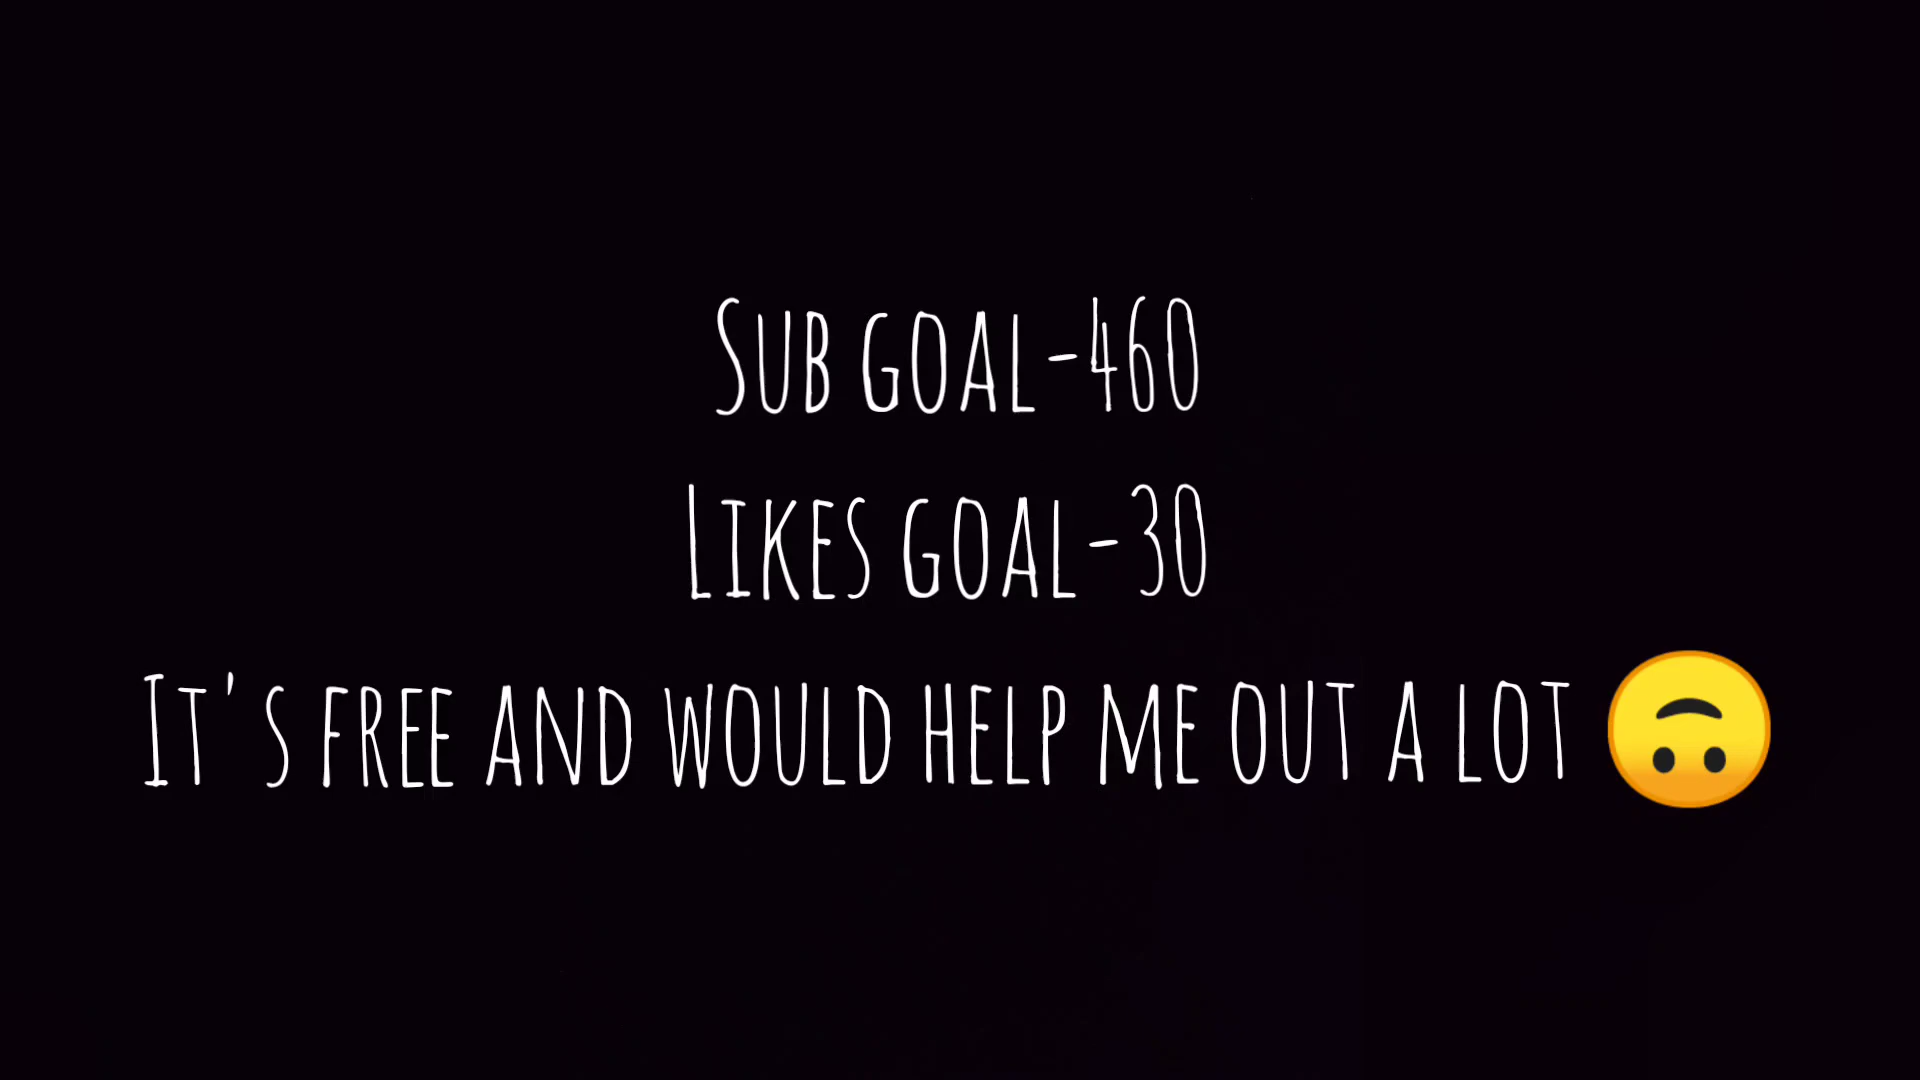 Sub goal-460
Likes goal-30
It's free and would help me out a lot 🙃